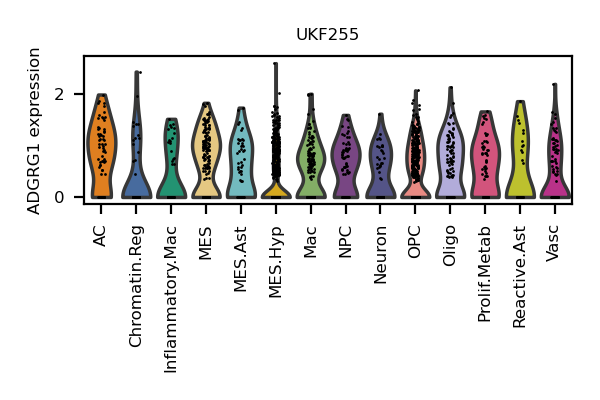 UKF255
ADGRG1 expression
2
0
AC
Chromatin.Reg
Inflammatory.Mac
MES
MES.Ast
MES.Hyp
Mac
NPC
Neuron
OPC
Oligo
Prolif.Metab
Reactive.Ast
Vasc